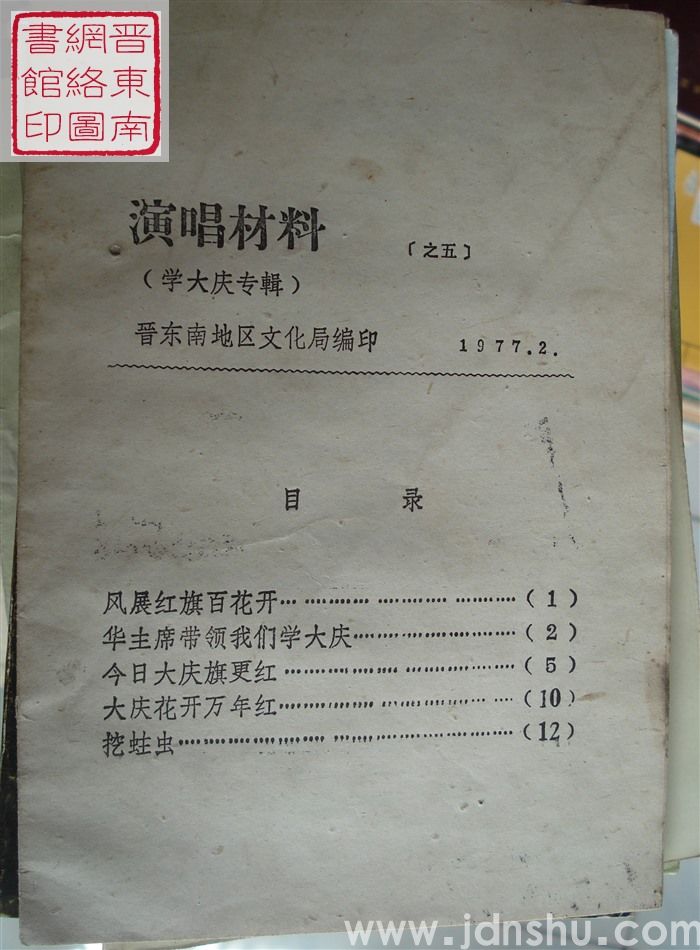 晋東南
網絡圖
書館印
演唱材料 〔之五〕
（学大庆专輯）
晋东南地区文化局编印 1977.2.
目 录
风展红旗百花开……………………（1）
华主席带领我们学大庆……………（2）
今日大庆旗更红……………………（5）
大庆花开万年红……………………（10）
挖蛀虫………………………………（12）
www.jdnshu.com